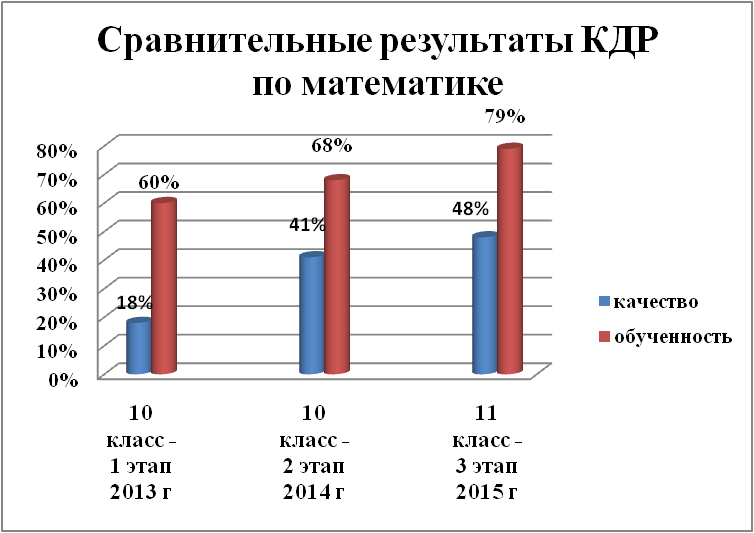 Сравнительные результаты КДР
по математике
79%
80%
68%
70%
60%
60%
50%
48%
41%
40%
30%
18%
20%
10%
0%
качество
обученность
10
класс –
1 этап
2013 г
10
класс –
2 этап
2014 г
11
класс –
3 этап
2015 г